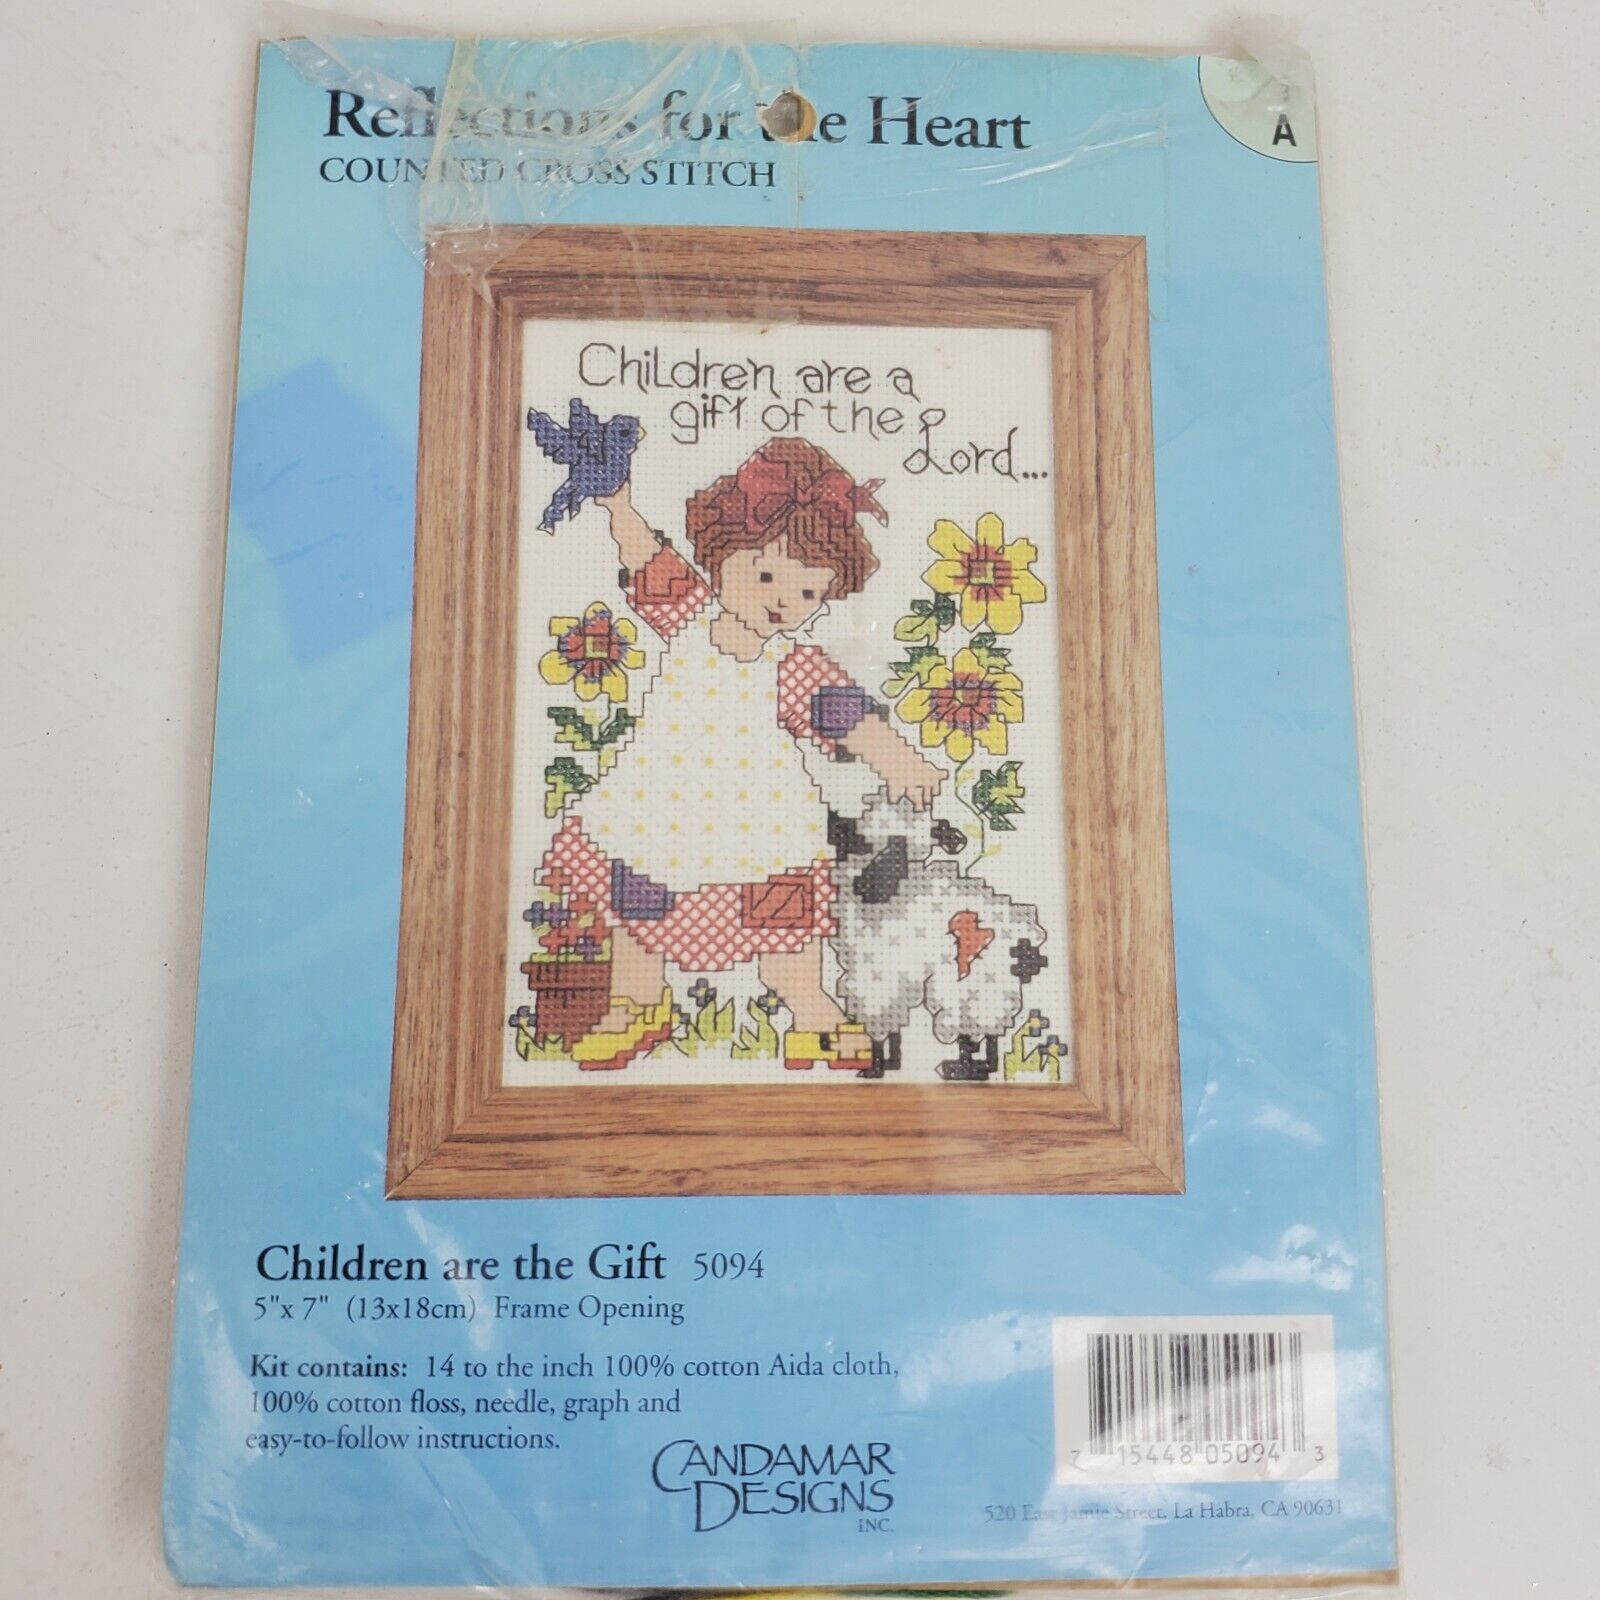 Reflections for the Heart
COUNTED CROSS STITCH
A
Children are a
gift of the
Lord...
Children are the Gift 5094
5"x 7" (13x18cm) Frame Opening
Kit contains: 14 to the inch 100% cotton Aida cloth,
100% cotton floss, needle, graph and
easy-to-follow instructions.
CANDAMAR
DESIGNS
INC.
7 15448 05094 3
520 East Jamie Street, La Habra, CA 90631